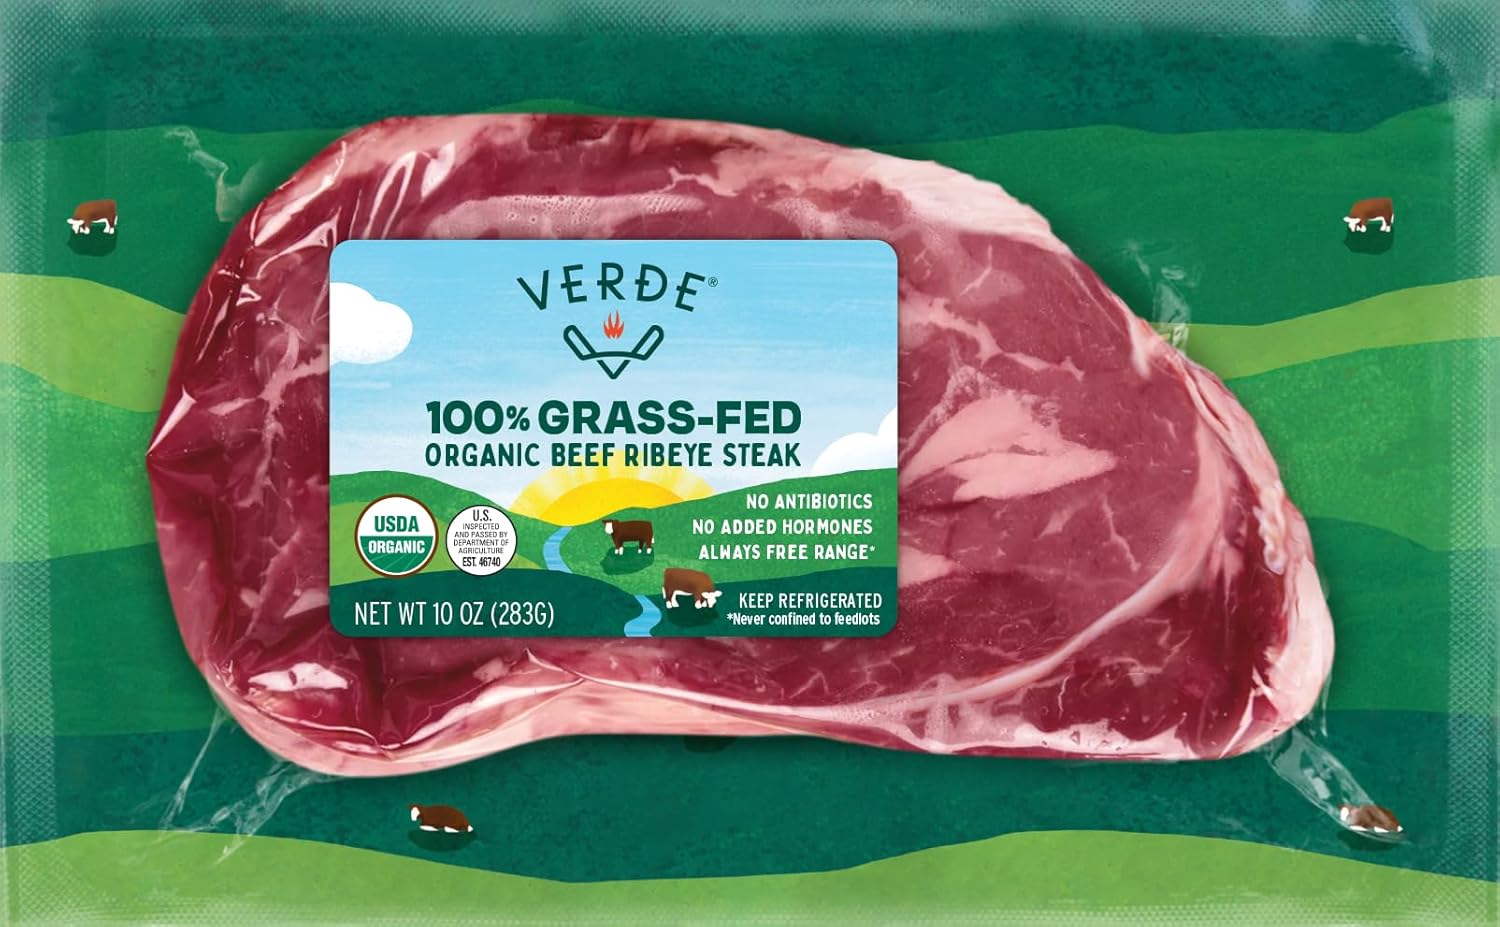 VERDE®
100% GRASS-FED
ORGANIC BEEF RIBEYE STEAK
NO ANTIBIOTICS
NO ADDED HORMONES
ALWAYS FREE RANGE*
USDA
ORGANIC
U.S.
INSPECTED
AND PASSED BY
DEPARTMENT OF
AGRICULTURE
EST. 46740
NET WT 10 OZ (283G)
KEEP REFRIGERATED
*Never confined to feedlots